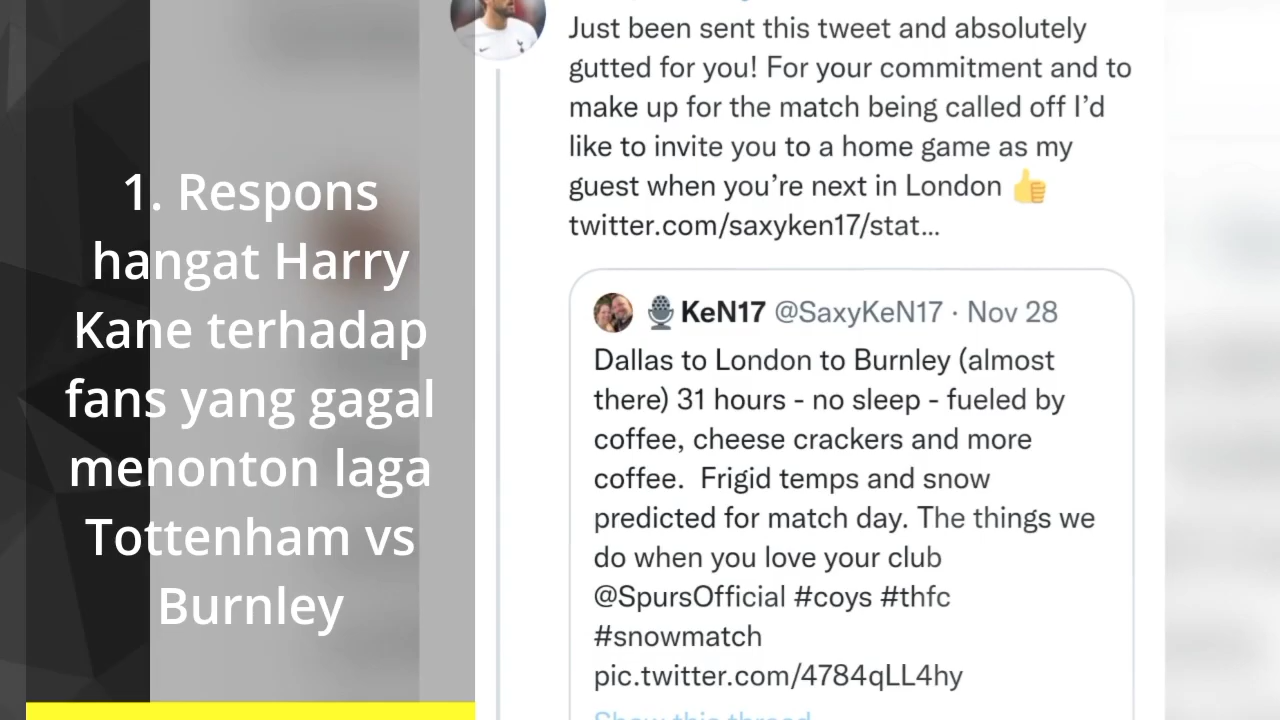 1. Respons
hangat Harry
Kane terhadap
fans yang gagal
menonton laga
Tottenham vs
Burnley
Just been sent this tweet and absolutely
gutted for you! For your commitment and to
make up for the match being called off I’d
like to invite you to a home game as my
guest when you’re next in London 👍
twitter.com/saxyken17/stat...
🎙KeN17 @SaxyKeN17 · Nov 28
Dallas to London to Burnley (almost
there) 31 hours - no sleep - fueled by
coffee, cheese crackers and more
coffee. Frigid temps and snow
predicted for match day. The things we
do when you love your club
@SpursOfficial #coys #thfc
#snowmatch
pic.twitter.com/4784qLL4hy
Show this thread